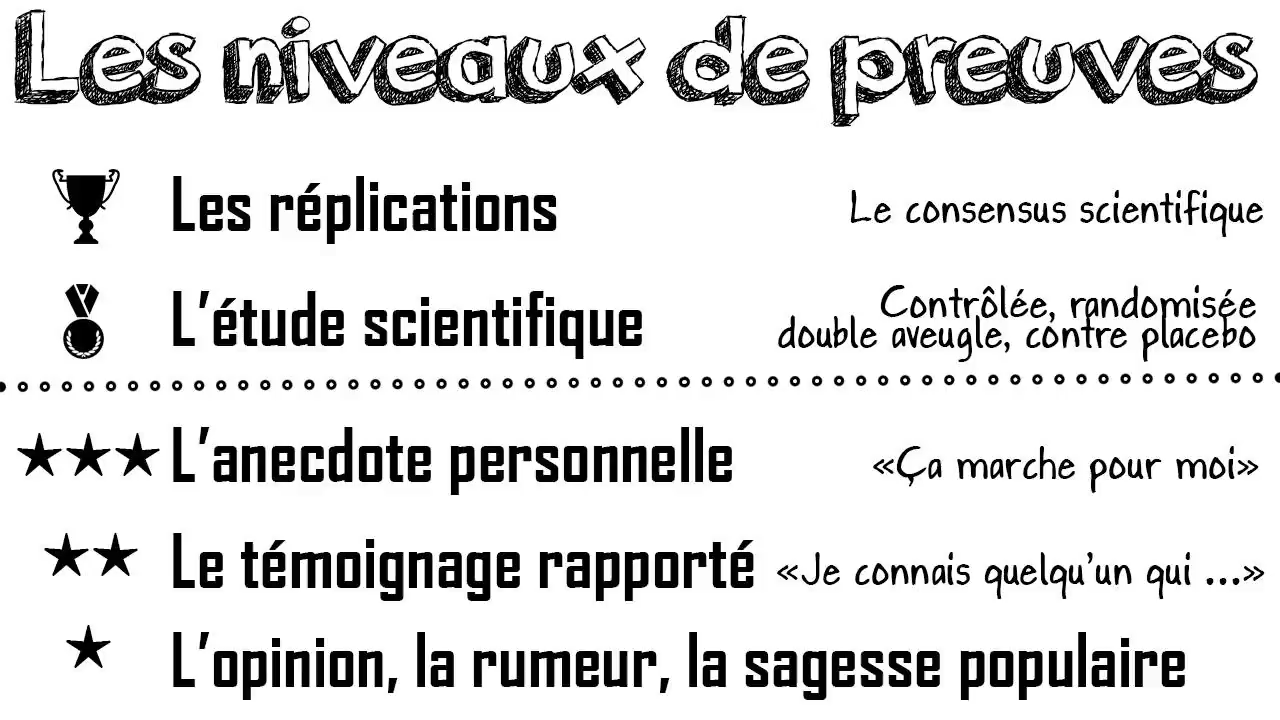 Les niveaux de preuves
Les réplications
Le consensus scientifique
L'étude scientifique
Contrôlée, randomisée
double aveugle, contre placebo
L'anecdote personnelle
«Ça marche pour moi»
Le témoignage rapporté
«Je connais quelqu'un qui ...»
L'opinion, la rumeur, la sagesse populaire